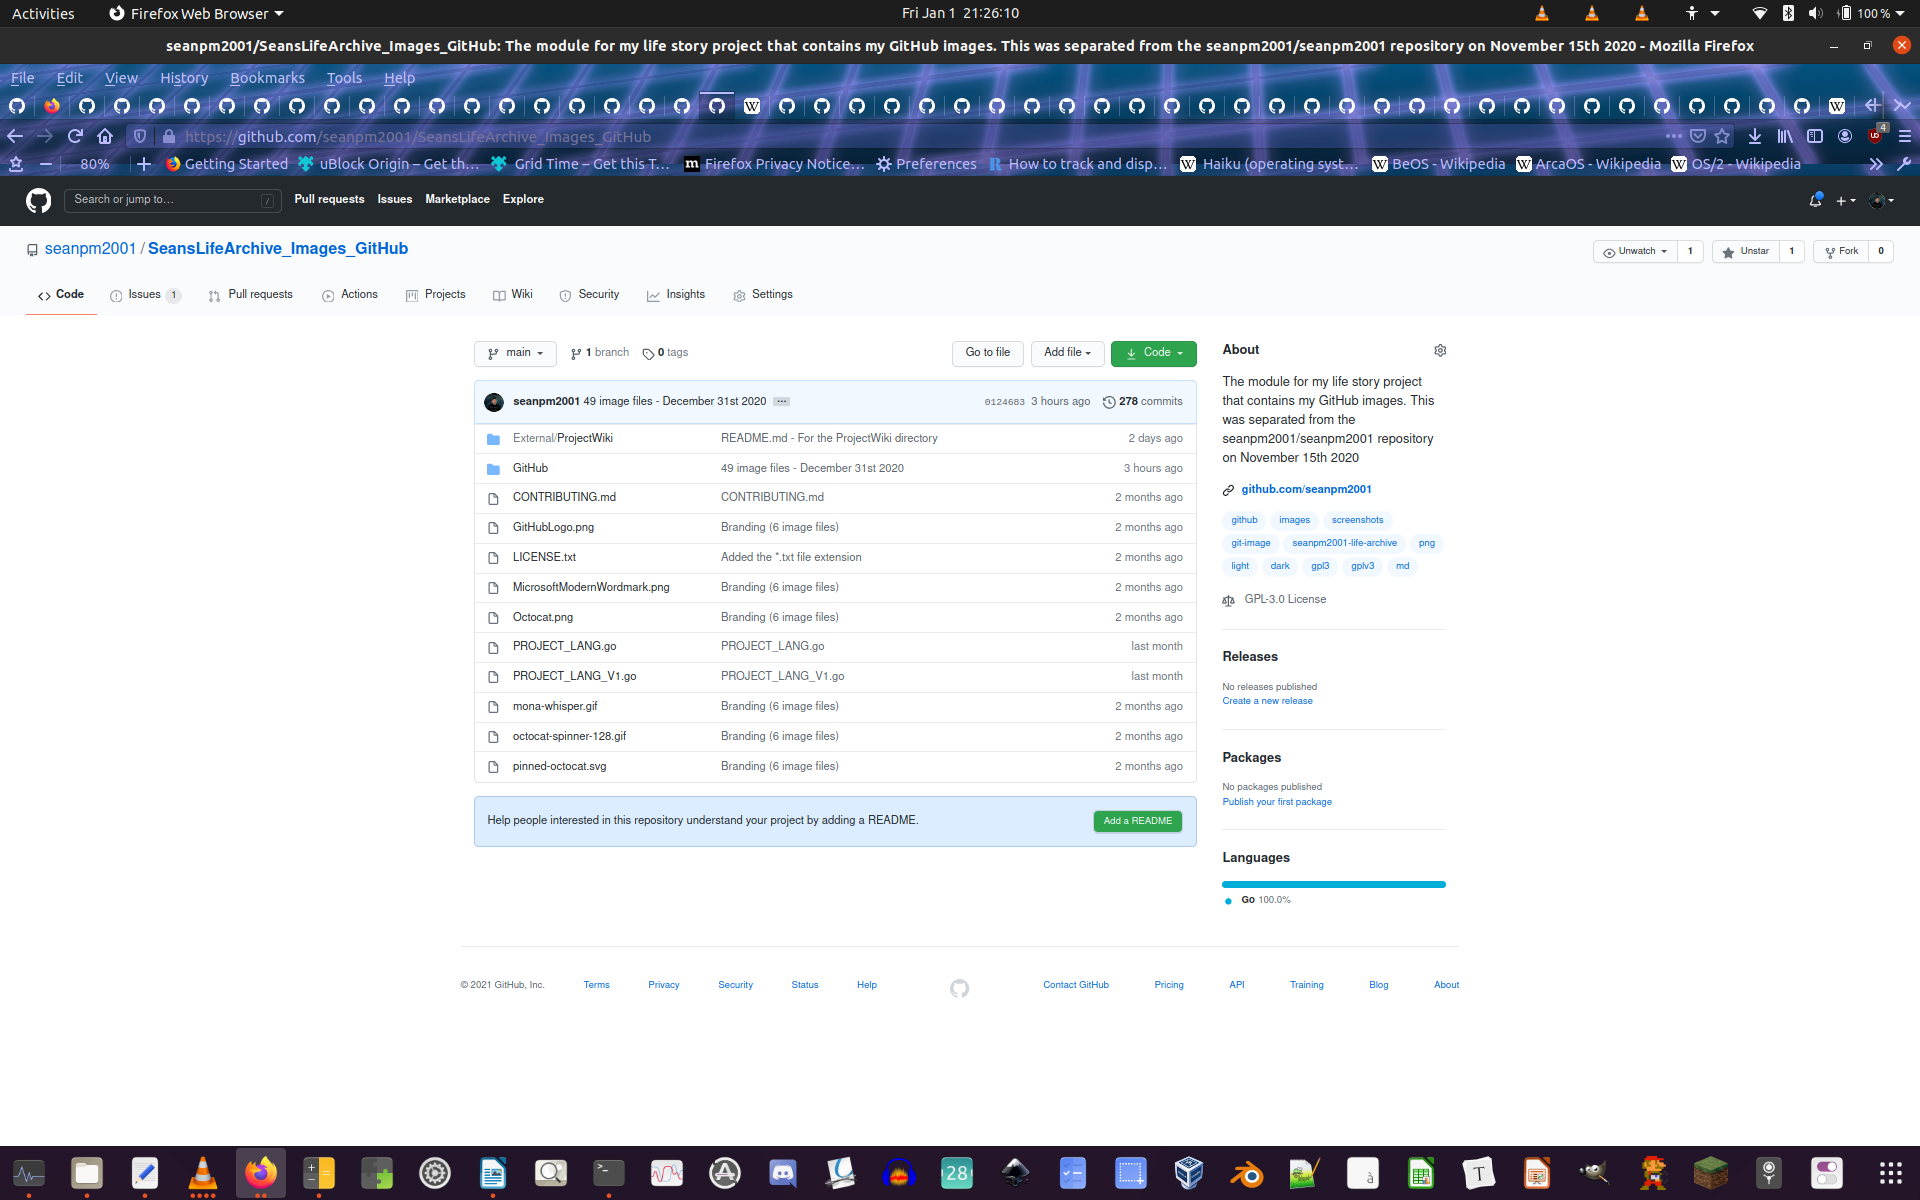 Activities Firefox Web Browser Fri Jan 1 21:26:10 100 %
seanpm2001/SeansLifeArchive_Images_GitHub: The module for my life story project that contains my GitHub images. This was separated from the seanpm2001/seanpm2001 repository on November 15th 2020 - Mozilla Firefox
File Edit View History Bookmarks Tools Help
https://github.com/seanpm2001/SeansLifeArchive_Images_GitHub 4
80% Getting Started uBlock Origin – Get th… Grid Time – Get this T… Firefox Privacy Notice… Preferences How to track and disp… Haiku (operating syst… BeOS - Wikipedia ArcaOS - Wikipedia OS/2 - Wikipedia
Search or jump to… / Pull requests Issues Marketplace Explore
seanpm2001 / SeansLifeArchive_Images_GitHub Unwatch 1 Unstar 1 Fork 0
Code Issues 1 Pull requests Actions Projects Wiki Security Insights Settings
main 1 branch 0 tags Go to file Add file Code
seanpm2001 49 image files - December 31st 2020 0124683 3 hours ago 278 commits
External/ProjectWiki README.md - For the ProjectWiki directory 2 days ago
GitHub 49 image files - December 31st 2020 3 hours ago
CONTRIBUTING.md CONTRIBUTING.md 2 months ago
GitHubLogo.png Branding (6 image files) 2 months ago
LICENSE.txt Added the *.txt file extension 2 months ago
MicrosoftModernWordmark.png Branding (6 image files) 2 months ago
Octocat.png Branding (6 image files) 2 months ago
PROJECT_LANG.go PROJECT_LANG.go last month
PROJECT_LANG_V1.go PROJECT_LANG_V1.go last month
mona-whisper.gif Branding (6 image files) 2 months ago
octocat-spinner-128.gif Branding (6 image files) 2 months ago
pinned-octocat.svg Branding (6 image files) 2 months ago
Help people interested in this repository understand your project by adding a README. Add a README
About
The module for my life story project
that contains my GitHub images. This
was separated from the
seanpm2001/seanpm2001 repository
on November 15th 2020
github.com/seanpm2001
github images screenshots
git-image seanpm2001-life-archive png
light dark gpl3 gplv3 md
GPL-3.0 License
Releases
No releases published
Create a new release
Packages
No packages published
Publish your first package
Languages
Go 100.0%
© 2021 GitHub, Inc. Terms Privacy Security Status Help Contact GitHub Pricing API Training Blog About
28